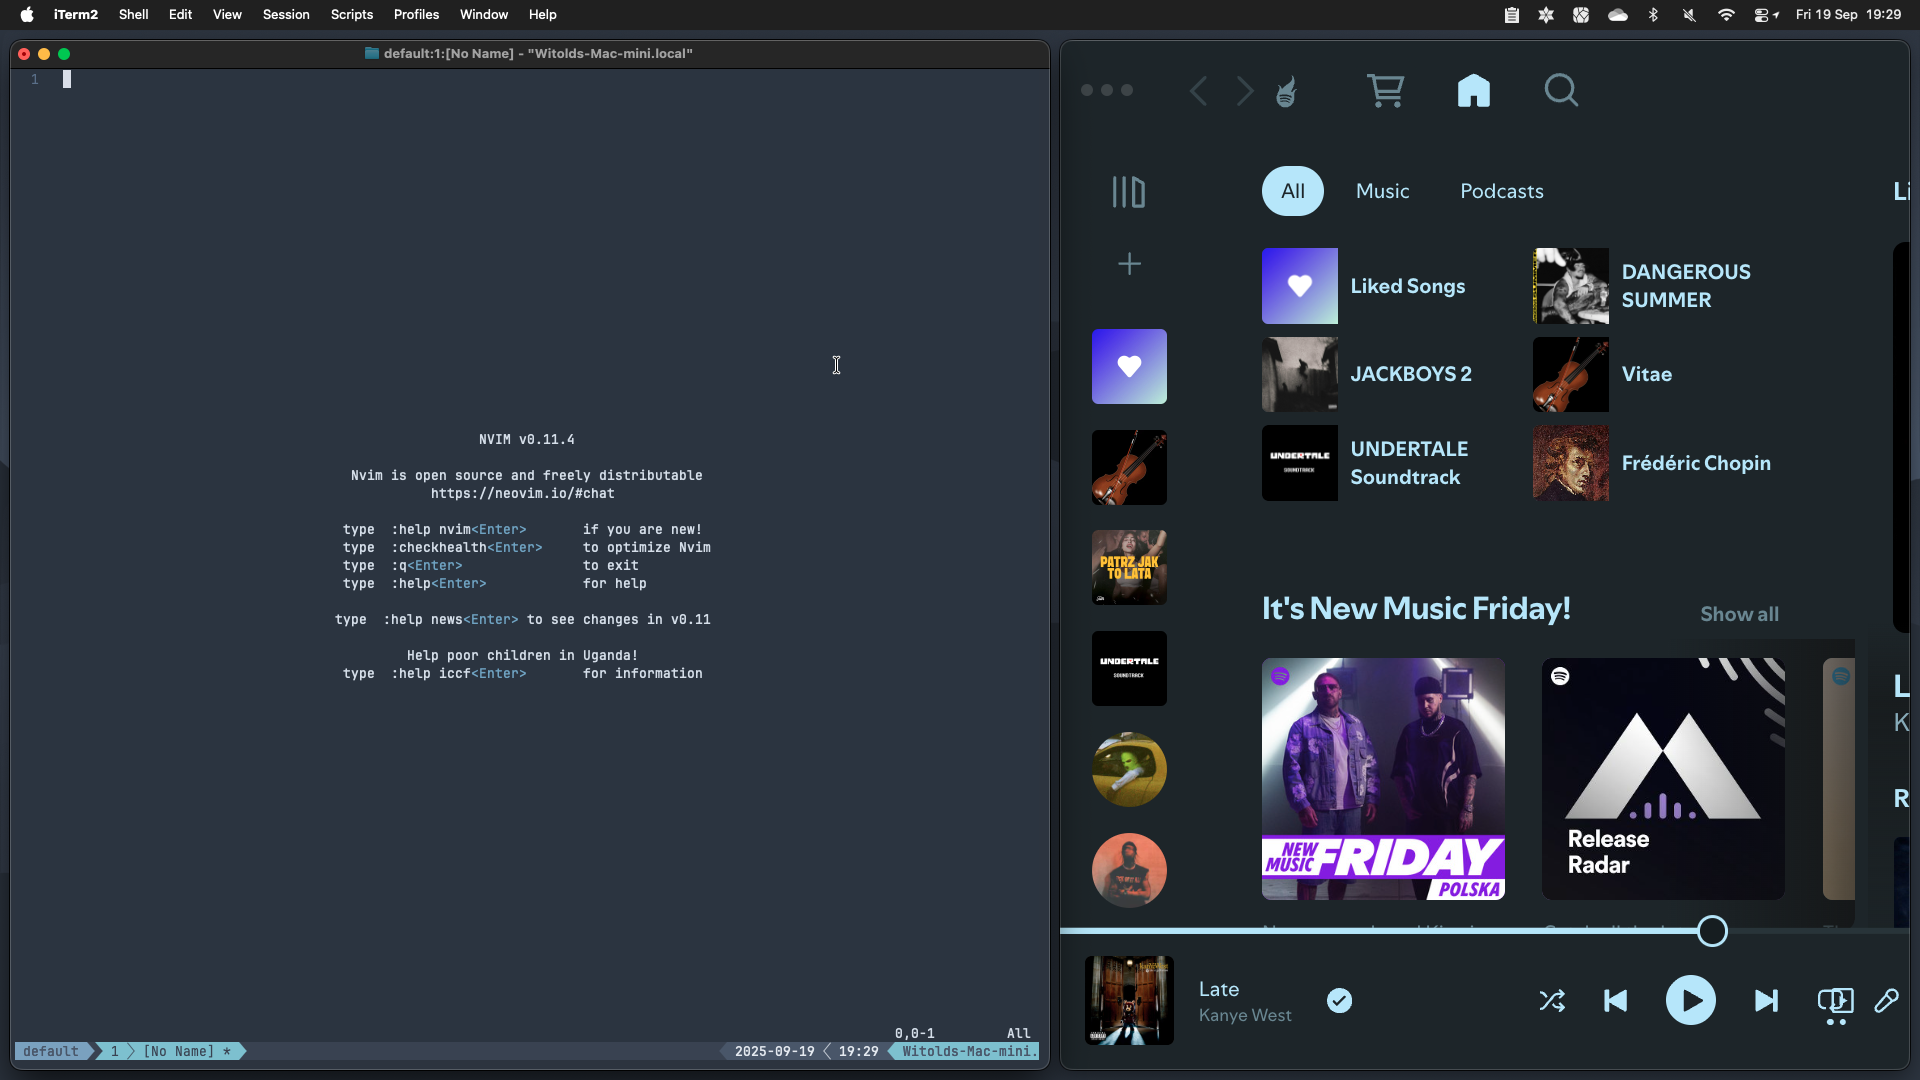 iTerm2 Shell Edit View Session Scripts Profiles Window Help Fri 19 Sep 19:29
default:1:[No Name] - "Witolds-Mac-mini.local"
1
NVIM v0.11.4
Nvim is open source and freely distributable
https://neovim.io/#chat
type :help nvim<Enter> if you are new!
type :checkhealth<Enter> to optimize Nvim
type :q<Enter> to exit
type :help<Enter> for help
type :help news<Enter> to see changes in v0.11
Help poor children in Uganda!
type :help iccf<Enter> for information
0,0-1 All
default 1 [No Name] * 2025-09-19 19:29 Witolds-Mac-mini.
All Music Podcasts Li
Liked Songs
DANGEROUS
SUMMER
JACKBOYS 2
Vitae
UNDERTALE
SOUNDTRACK
UNDERTALE
Soundtrack
Frédéric Chopin
PATRZ JAK
TO LATA
UNDERTALE
SOUNDTRACK
It's New Music Friday!
Show all
NEW
MUSIC FRIDAY
POLSKA
Release
Radar
L
K
R
Late
Kanye West